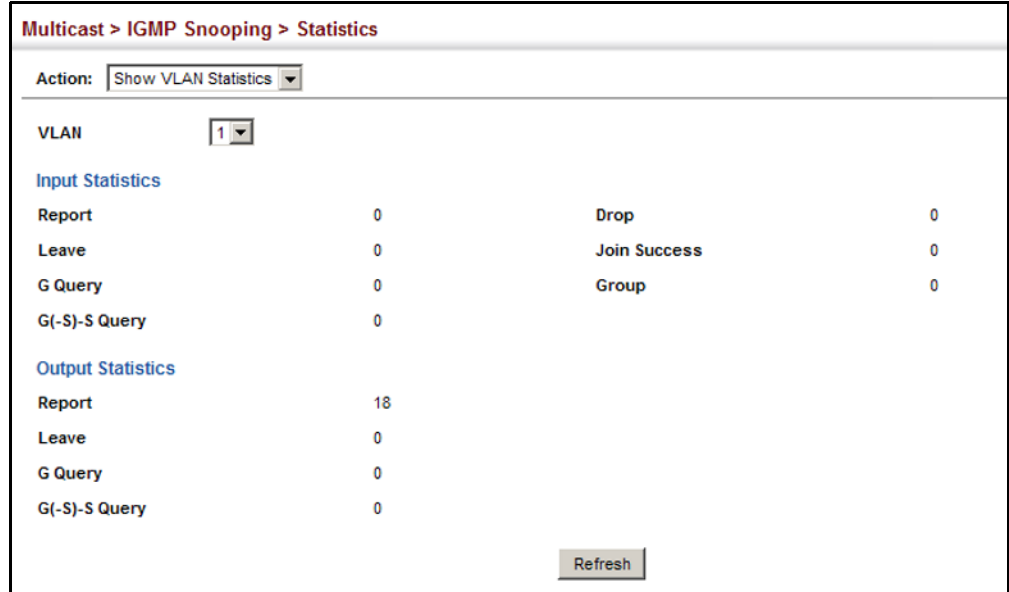 Multicast > IGMP Snooping > Statistics
Action: Show VLAN Statistics
VLAN 1
Input Statistics
Report 0 Drop 0
Leave 0 Join Success 0
G Query 0 Group 0
G(-S)-S Query 0
Output Statistics
Report 18
Leave 0
G Query 0
G(-S)-S Query 0
Refresh